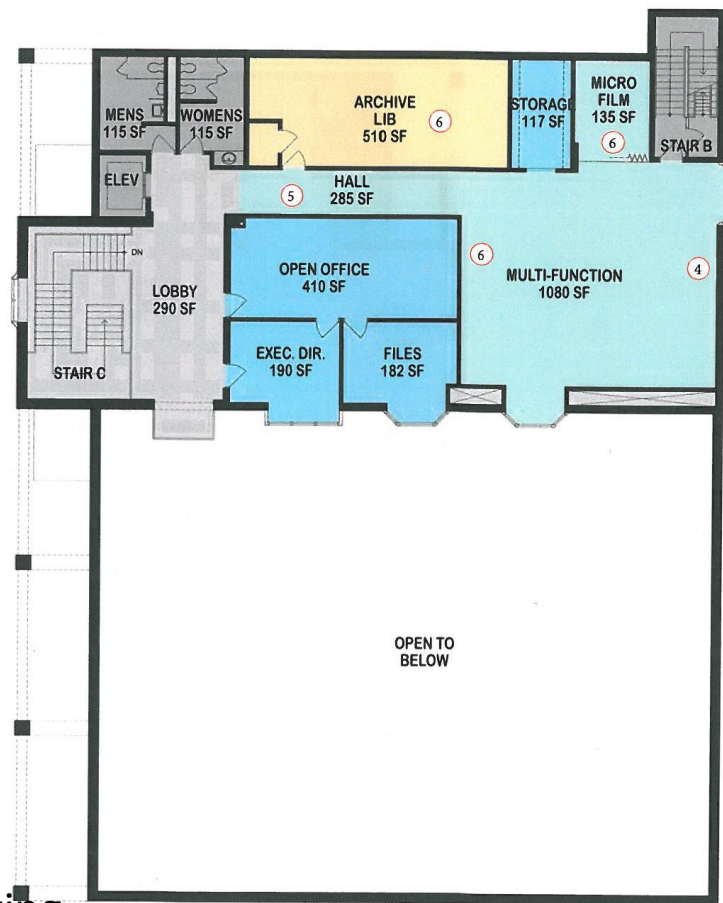 MENS
115 SF
WOMENS
115 SF
ARCHIVE
LIB
510 SF
6
STORAGE
117 SF
MICRO
FILM
135 SF
6
STAIR B
ELEV
5
HALL
285 SF
DN
LOBBY
290 SF
OPEN OFFICE
410 SF
6
MULTI-FUNCTION
1080 SF
4
STAIR C
EXEC. DIR.
190 SF
FILES
182 SF
OPEN TO
BELOW